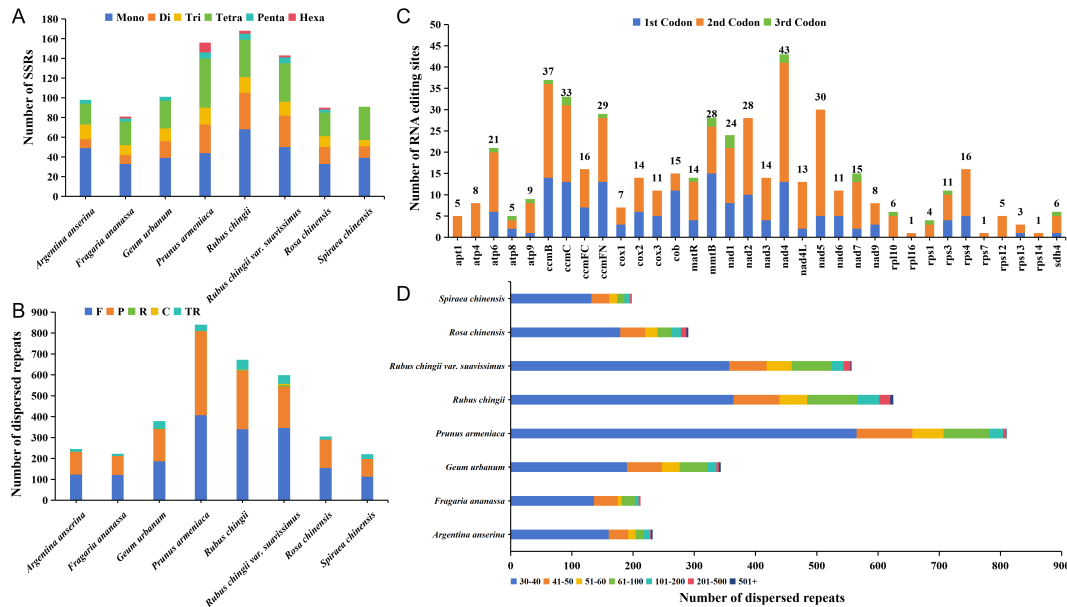 A
Mono Di Tri Tetra Penta Hexa
Number of SSRs
180
160
140
120
100
80
60
40
20
0
Argentina anserina
Fragaria ananassa
Geum urbanum
Prunus armeniaca
Rubus chingii
Rubus chingii var. suavissimus
Rosa chinensis
Spiraea chinensis
B
F P R C TR
Number of dispersed repeats
900
800
700
600
500
400
300
200
100
0
Argentina anserina
Fragaria ananassa
Geum urbanum
Prunus armeniaca
Rubus chingii
Rubus chingii var. suavissimus
Rosa chinensis
Spiraea chinensis
C
1st Codon 2nd Codon 3rd Codon
Number of RNA editing sites
50
45
40
35
30
25
20
15
10
5
0
5 8 21 5 9 37 33 16 29 7 14 11 15 14 28 24 28 14 43 13 30 11 15 8 6 1 4 11 16 1 5 3 1 6
apt1 atp4 atp6 atp8 atp9 ccmB ccmC ccmFC ccmFN cox1 cox2 cox3 cob matR mmtB nad1 nad2 nad3 nad4 nad4L nad5 nad6 nad7 nad9 rpl10 rpl16 rps1 rps3 rps4 rps7 rps12 rps13 rps14 sdh4
D
Spiraea chinensis
Rosa chinensis
Rubus chingii var. suavissimus
Rubus chingii
Prunus armeniaca
Geum urbanum
Fragaria ananassa
Argentina anserina
0 100 200 300 400 500 600 700 800 900
30-40 41-50 51-60 61-100 101-200 201-500 501+
Number of dispersed repeats